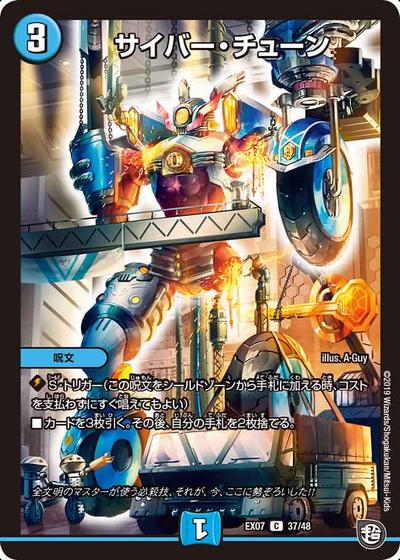 3
サイバー・チューン
呪文
illus. A-Guy
S・トリガー(この呪文をシールドゾーンから手札に加える時、コスト
を支払わずにすぐ唱えてもよい)
■ カードを3枚引く。その後、自分の手札を2枚捨てる。
全文明のマスターが使う必殺技、それが、今、ここに勢ぞろいした!!
1
EX07 C 37/48
©2019 Wizards/Shogakukan/Mitsui-Kids